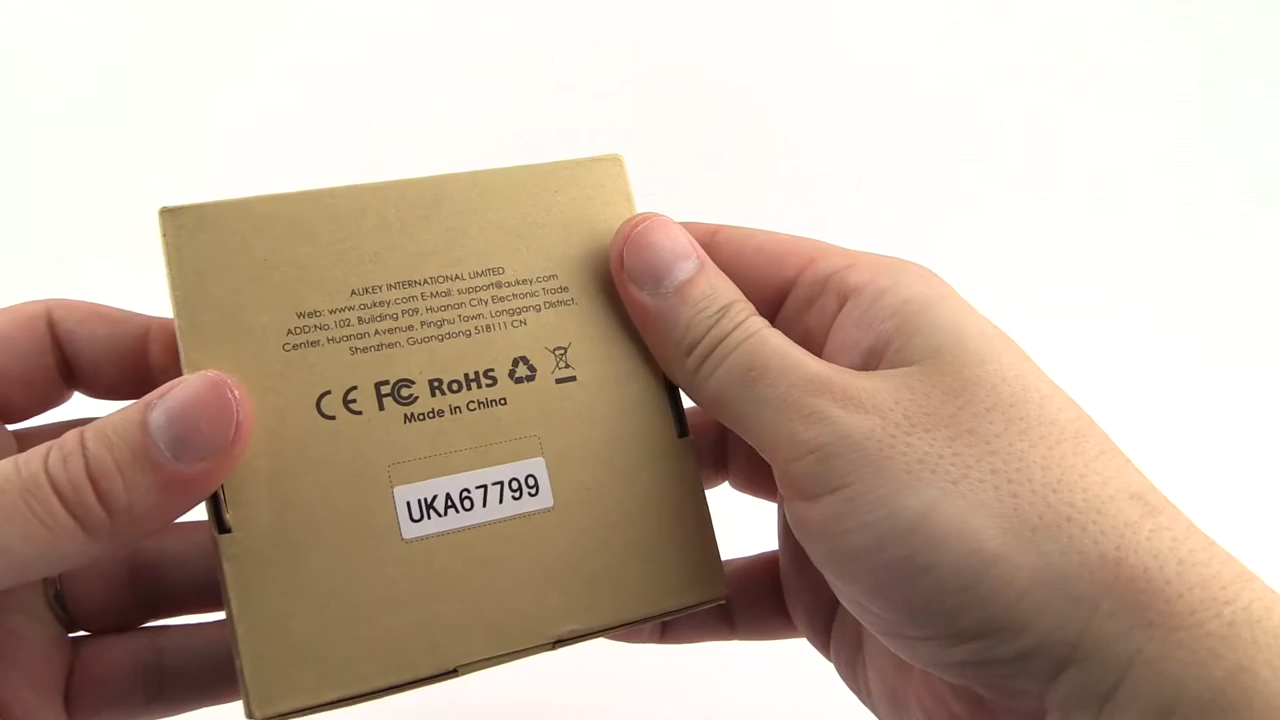 AUKEY INTERNATIONAL LIMITED
Web: www.aukey.com E-Mail: support@aukey.com
ADD:No.102, Building P09, Huanan City Electronic Trade
Center, Huanan Avenue, Pinghu Town, Longgang District,
Shenzhen, Guangdong 518111 CN
CE FC RoHS
Made in China
UKA67799